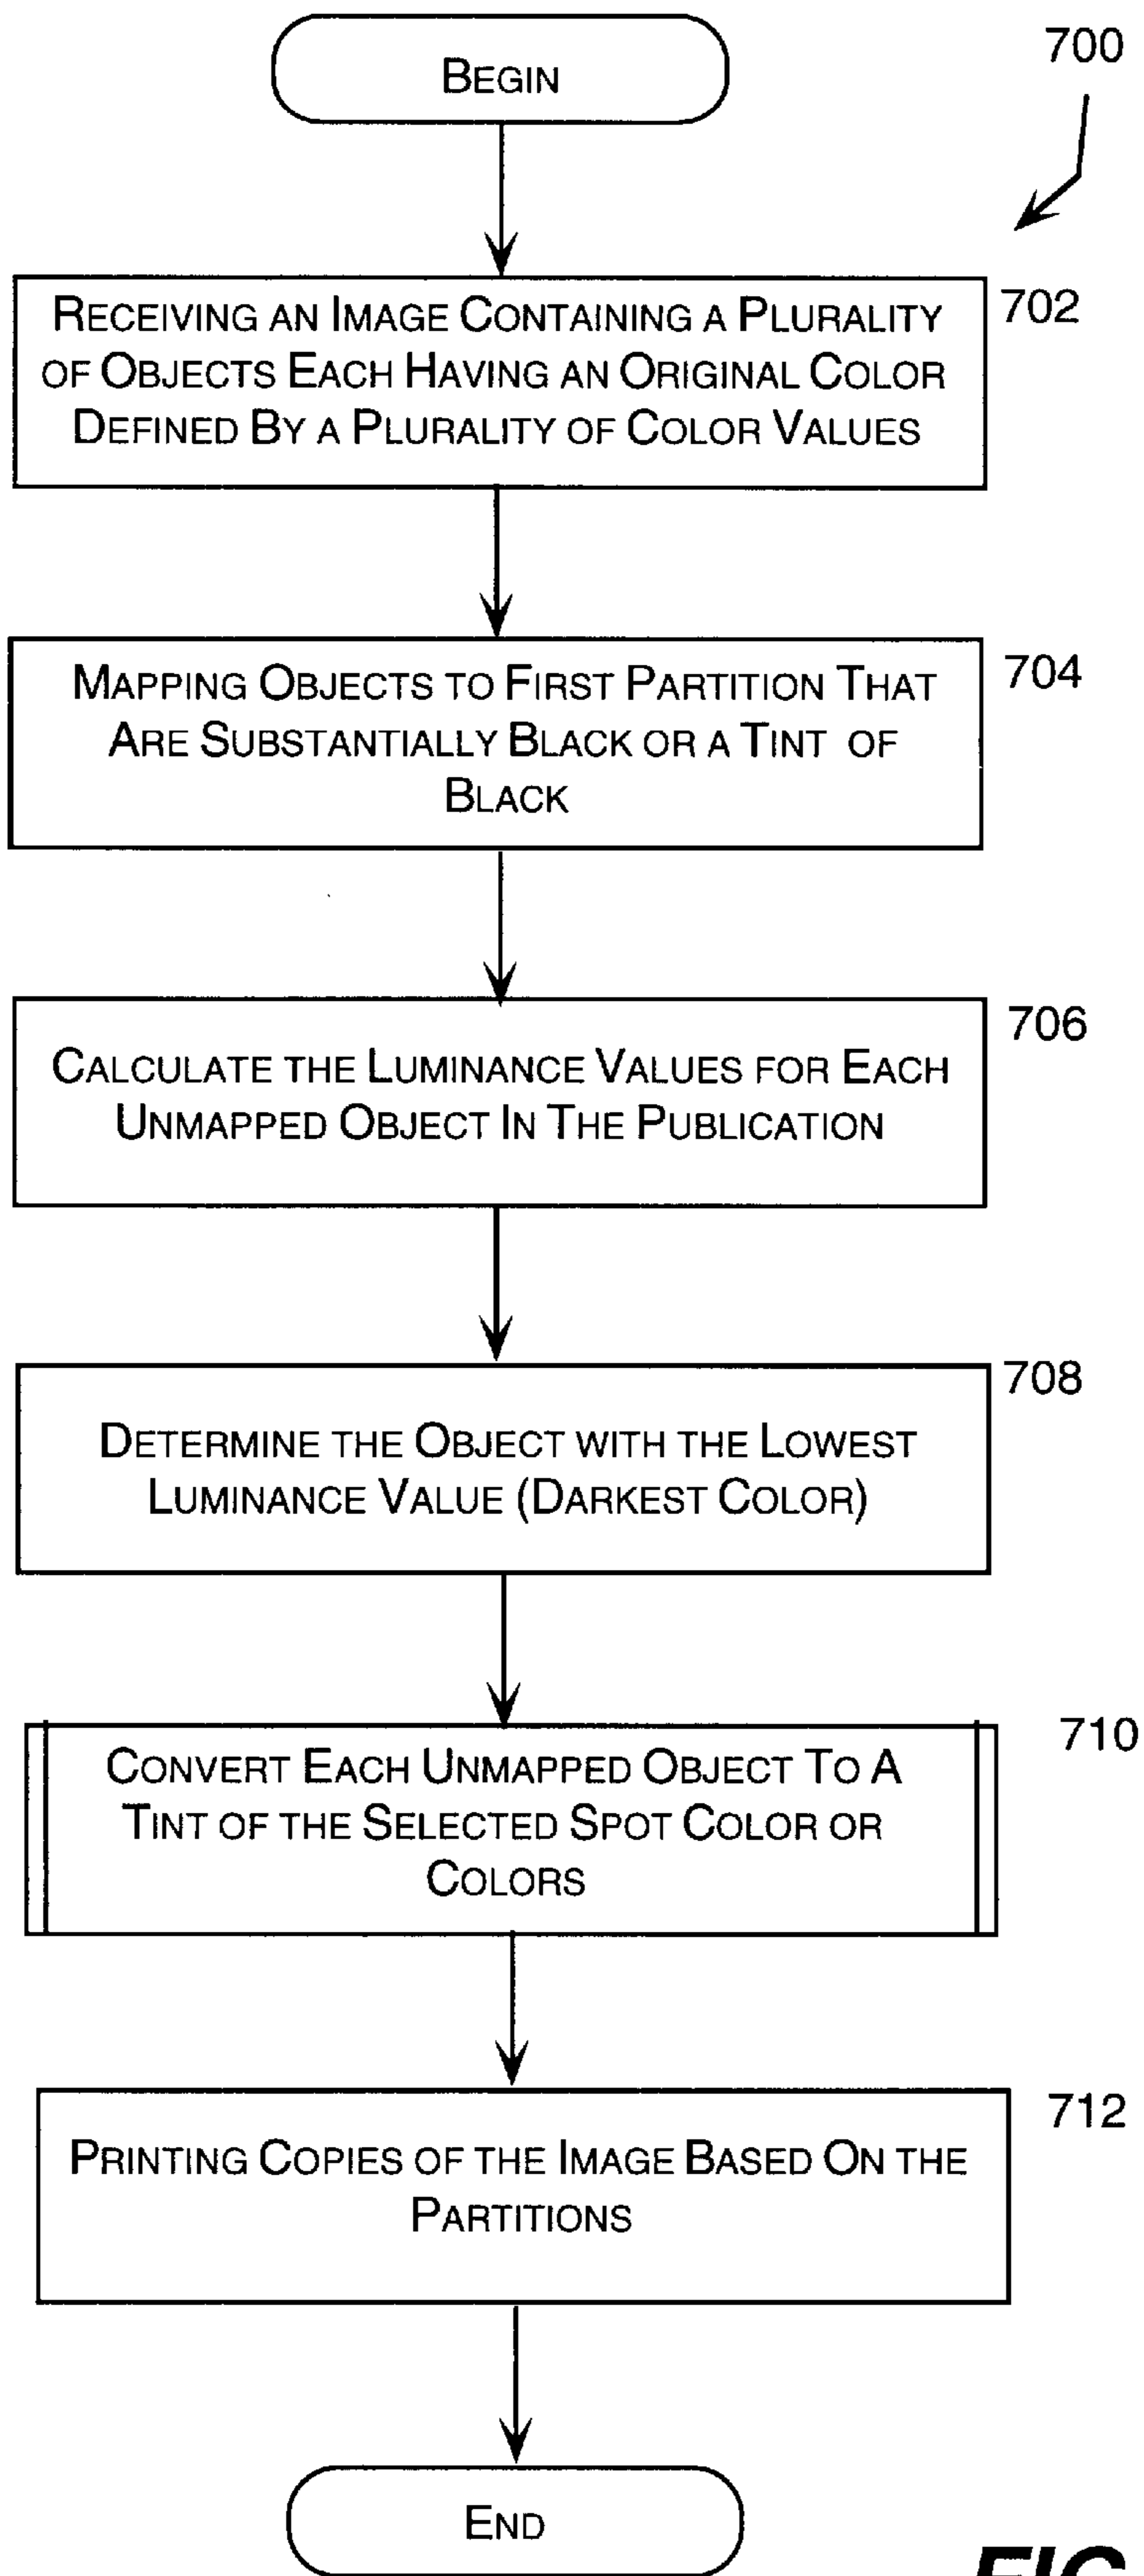 BEGIN
700
702
RECEIVING AN IMAGE CONTAINING A PLURALITY
OF OBJECTS EACH HAVING AN ORIGINAL COLOR
DEFINED BY A PLURALITY OF COLOR VALUES
704
MAPPING OBJECTS TO FIRST PARTITION THAT
ARE SUBSTANTIALLY BLACK OR A TINT OF
BLACK
706
CALCULATE THE LUMINANCE VALUES FOR EACH
UNMAPPED OBJECT IN THE PUBLICATION
708
DETERMINE THE OBJECT WITH THE LOWEST
LUMINANCE VALUE (DARKEST COLOR)
710
CONVERT EACH UNMAPPED OBJECT TO A
TINT OF THE SELECTED SPOT COLOR OR
COLORS
712
PRINTING COPIES OF THE IMAGE BASED ON THE
PARTITIONS
END
FIG